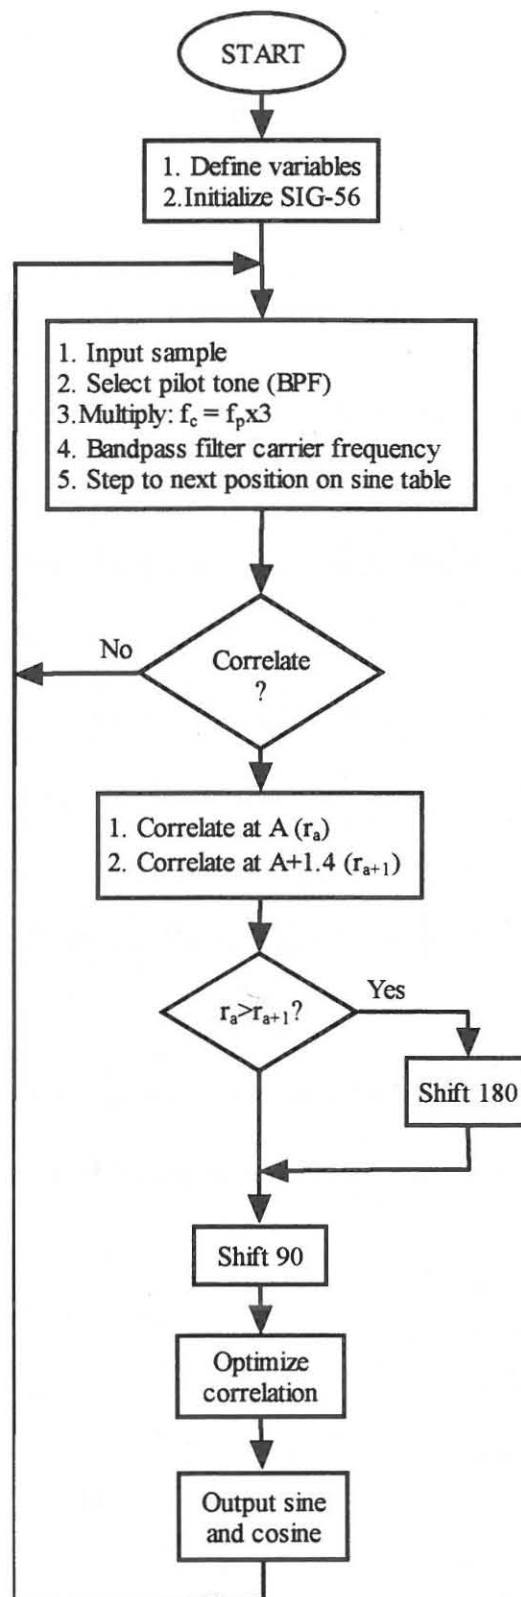 START
1. Define variables
2.Initialize SIG-56
1. Input sample
2. Select pilot tone (BPF)
3.Multiply: fc = fpx3
4. Bandpass filter carrier frequency
5. Step to next position on sine table
No
Correlate
?
1. Correlate at A (ra)
2. Correlate at A+1.4 (ra+1)
ra>ra+1?
Yes
Shift 180
Shift 90
Optimize
correlation
Output sine
and cosine